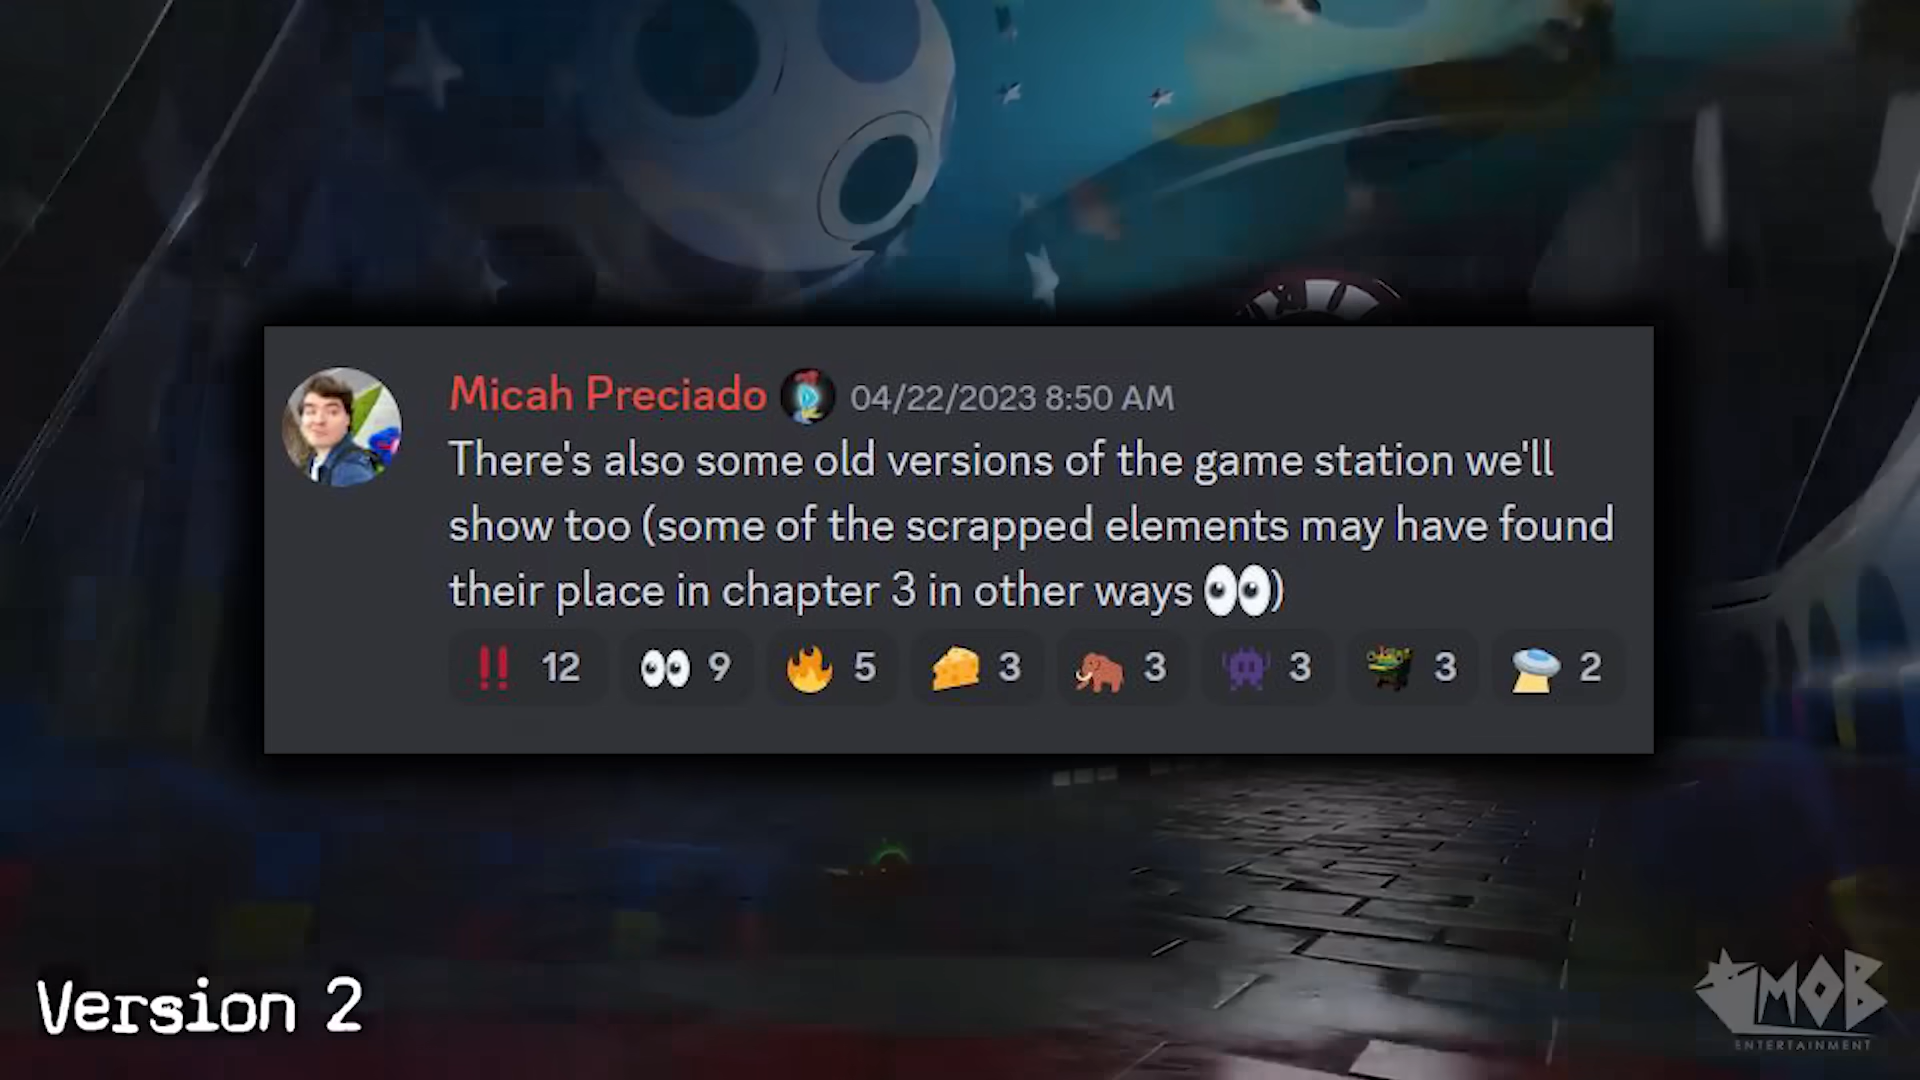 Micah Preciado 04/22/2023 8:50 AM
There's also some old versions of the game station we'll
show too (some of the scrapped elements may have found
their place in chapter 3 in other ways 👀)
‼️ 12 👀 9 🔥 5 🧀 3 🦣 3 👾 3 3 🛸 2
Version 2
MOB
ENTERTAINMENT